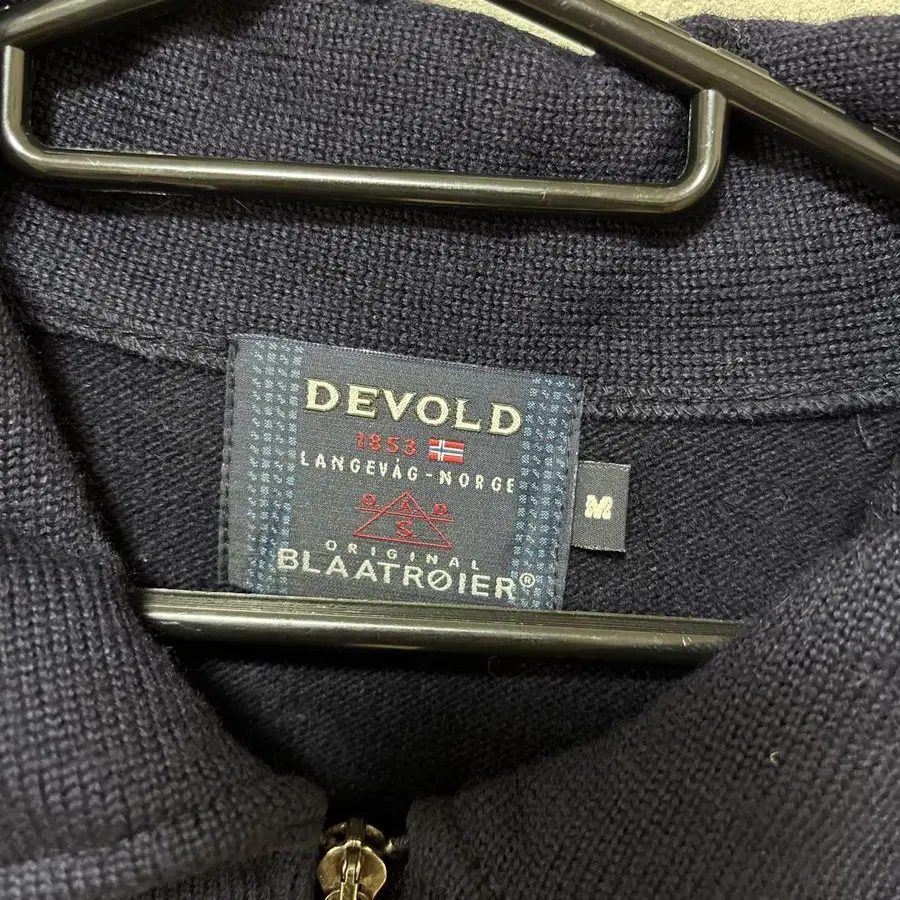 DEVOLD
1853
LANGEVÅG-NORGE
O A D
S
ORIGINAL
BLAATRØIER®
M